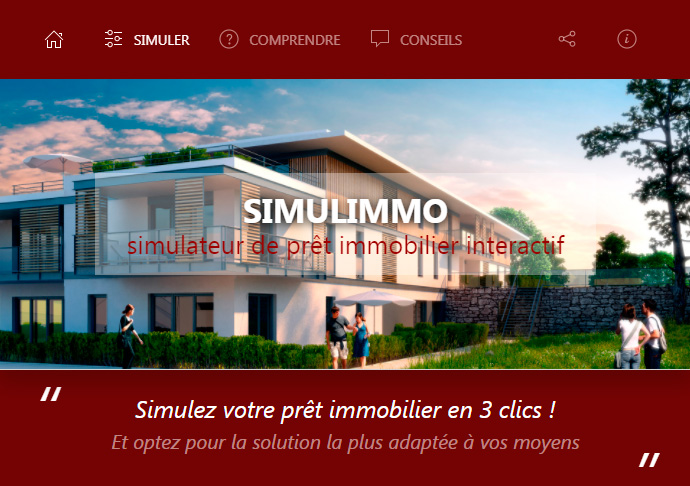 SIMULER COMPRENDRE CONSEILS
SIMULIMMO
simulateur de prêt immobilier interactif
Simulez votre prêt immobilier en 3 clics !
Et optez pour la solution la plus adaptée à vos moyens